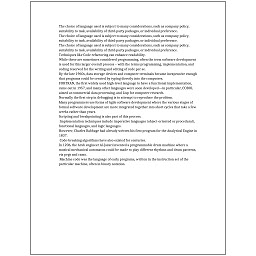 The choice of language used is subject to many considerations, such as company policy,
suitability to task, availability of third-party packages, or individual preference.
The choice of language used is subject to many considerations, such as company policy,
suitability to task, availability of third-party packages, or individual preference.
The choice of language used is subject to many considerations, such as company policy,
suitability to task, availability of third-party packages, or individual preference.
Techniques like Code refactoring can enhance readability.
While these are sometimes considered programming, often the term software development
is used for this larger overall process – with the terms programming, implementation, and
coding reserved for the writing and editing of code per se.
By the late 1960s, data storage devices and computer terminals became inexpensive enough
that programs could be created by typing directly into the computers.
FORTRAN, the first widely used high-level language to have a functional implementation,
came out in 1957, and many other languages were soon developed—in particular, COBOL
aimed at commercial data processing, and Lisp for computer research.
Normally the first step in debugging is to attempt to reproduce the problem.
Many programmers use forms of Agile software development where the various stages of
formal software development are more integrated together into short cycles that take a few
weeks rather than years.
Scripting and breakpointing is also part of this process.
Implementation techniques include imperative languages (object-oriented or procedural),
functional languages, and logic languages.
However, Charles Babbage had already written his first program for the Analytical Engine in
1837.
Code-breaking algorithms have also existed for centuries.
In 1206, the Arab engineer Al-Jazari invented a programmable drum machine where a
musical mechanical automaton could be made to play different rhythms and drum patterns,
via pegs and cams.
Machine code was the language of early programs, written in the instruction set of the
particular machine, often in binary notation.